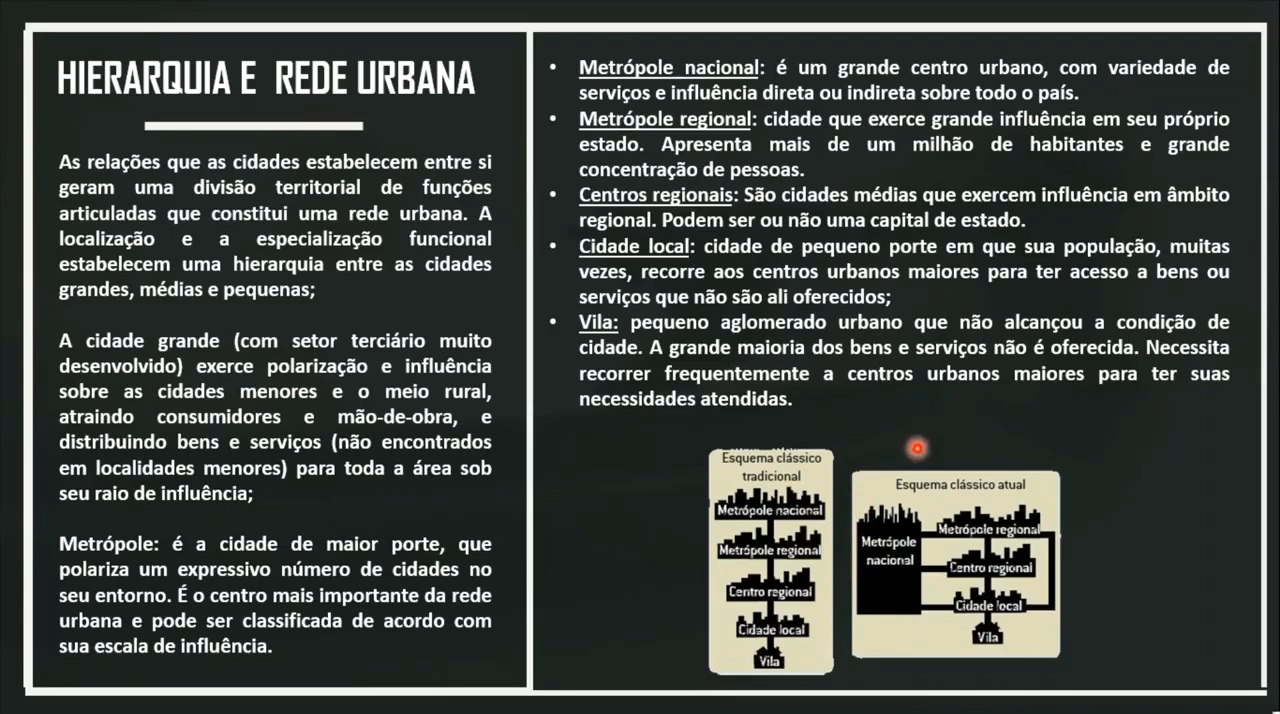 HIERARQUIA E REDE URBANA
As relações que as cidades estabelecem entre si
geram uma divisão territorial de funções
articuladas que constitui uma rede urbana. A
localização e a especialização funcional
estabelecem uma hierarquia entre as cidades
grandes, médias e pequenas;
A cidade grande (com setor terciário muito
desenvolvido) exerce polarização e influência
sobre as cidades menores e o meio rural,
atraindo consumidores e mão-de-obra, e
distribuindo bens e serviços (não encontrados
em localidades menores) para toda a área sob
seu raio de influência;
Metrópole: é a cidade de maior porte, que
polariza um expressivo número de cidades no
seu entorno. É o centro mais importante da rede
urbana e pode ser classificada de acordo com
sua escala de influência.
• Metrópole nacional: é um grande centro urbano, com variedade de
serviços e influência direta ou indireta sobre todo o país.
• Metrópole regional: cidade que exerce grande influência em seu próprio
estado. Apresenta mais de um milhão de habitantes e grande
concentração de pessoas.
• Centros regionais: São cidades médias que exercem influência em âmbito
regional. Podem ser ou não uma capital de estado.
• Cidade local: cidade de pequeno porte em que sua população, muitas
vezes, recorre aos centros urbanos maiores para ter acesso a bens ou
serviços que não são ali oferecidos;
• Vila: pequeno aglomerado urbano que não alcançou a condição de
cidade. A grande maioria dos bens e serviços não é oferecida. Necessita
recorrer frequentemente a centros urbanos maiores para ter suas
necessidades atendidas.
Esquema clássico
tradicional
Metrópole nacional
Metrópole regional
Centro regional
Cidade local
Vila
Esquema clássico atual
Metrópole
nacional
Metrópole regional
Centro regional
Cidade local
Vila